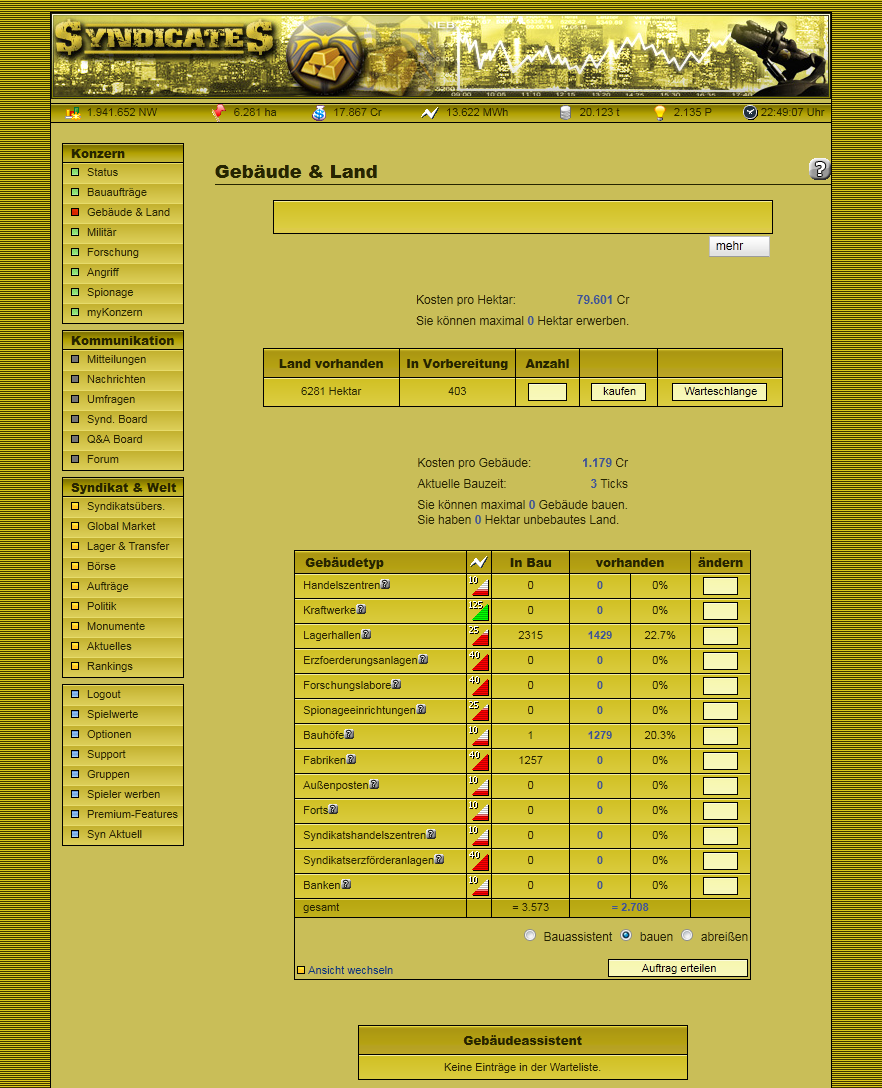 SYNDICATES
1.941.652 NW 6.281 ha 17.867 Cr 13.622 MWh 20.123 t 2.135 P 22:49:07 Uhr
Konzern
Status
Bauaufträge
Gebäude & Land
Militär
Forschung
Angriff
Spionage
myKonzern
Kommunikation
Mitteilungen
Nachrichten
Umfragen
Synd. Board
Q&A Board
Forum
Syndikat & Welt
Syndikatsübers.
Global Market
Lager & Transfer
Börse
Aufträge
Politik
Monumente
Aktuelles
Rankings
Logout
Spielwerte
Optionen
Support
Gruppen
Spieler werben
Premium-Features
Syn Aktuell
Gebäude & Land
?
mehr
Kosten pro Hektar: 79.601 Cr
Sie können maximal 0 Hektar erwerben.
Land vorhanden In Vorbereitung Anzahl
6281 Hektar 403 kaufen Warteschlange
Kosten pro Gebäude: 1.179 Cr
Aktuelle Bauzeit: 3 Ticks
Sie können maximal 0 Gebäude bauen.
Sie haben 0 Hektar unbebautes Land.
Gebäudetyp In Bau vorhanden ändern
Handelszentren 10 0 0 0%
Kraftwerke 125 0 0 0%
Lagerhallen 25 2315 1429 22.7%
Erzfoerderungsanlagen 40 0 0 0%
Forschungslabore 40 0 0 0%
Spionageeinrichtungen 25 0 0 0%
Bauhöfe 10 1 1279 20.3%
Fabriken 40 1257 0 0%
Außenposten 10 0 0 0%
Forts 10 0 0 0%
Syndikatshandelszentren 10 0 0 0%
Syndikatserzförderanlagen 40 0 0 0%
Banken 10 0 0 0%
gesamt = 3.573 = 2.708
Bauassistent bauen abreißen
Ansicht wechseln Auftrag erteilen
Gebäudeassistent
Keine Einträge in der Warteliste.